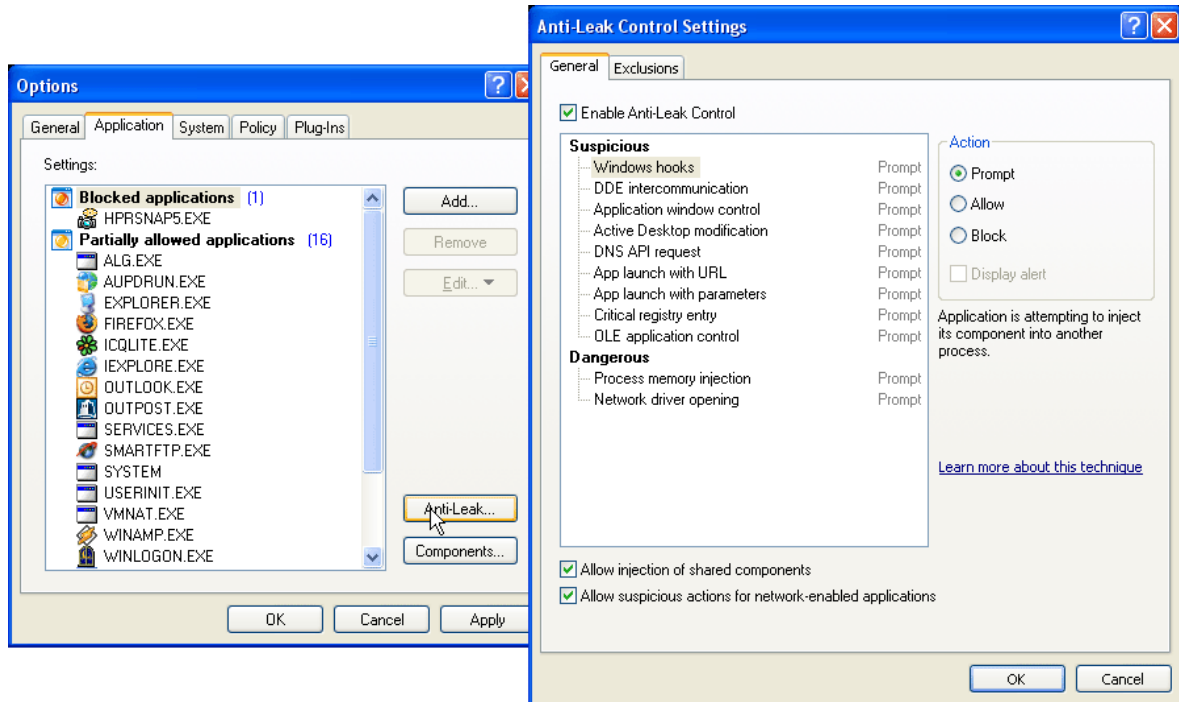 Options
General Application System Policy Plug-Ins
Settings:
Blocked applications (1)
HPRSNAP5.EXE
Partially allowed applications (16)
ALG.EXE
AUPDRUN.EXE
EXPLORER.EXE
FIREFOX.EXE
ICQLITE.EXE
IEXPLORE.EXE
OUTLOOK.EXE
OUTPOST.EXE
SERVICES.EXE
SMARTFTP.EXE
SYSTEM
USERINIT.EXE
VMNAT.EXE
WINAMP.EXE
WINLOGON.EXE
Add...
Remove
Edit...
Anti-Leak...
Components...
OK Cancel Apply
Anti-Leak Control Settings
General Exclusions
Enable Anti-Leak Control
Suspicious
Windows hooks Prompt
DDE intercommunication Prompt
Application window control Prompt
Active Desktop modification Prompt
DNS API request Prompt
App launch with URL Prompt
App launch with parameters Prompt
Critical registry entry Prompt
OLE application control Prompt
Dangerous
Process memory injection Prompt
Network driver opening Prompt
Action
Prompt
Allow
Block
Display alert
Application is attempting to inject
its component into another
process.
Learn more about this technique
Allow injection of shared components
Allow suspicious actions for network-enabled applications
OK Cancel